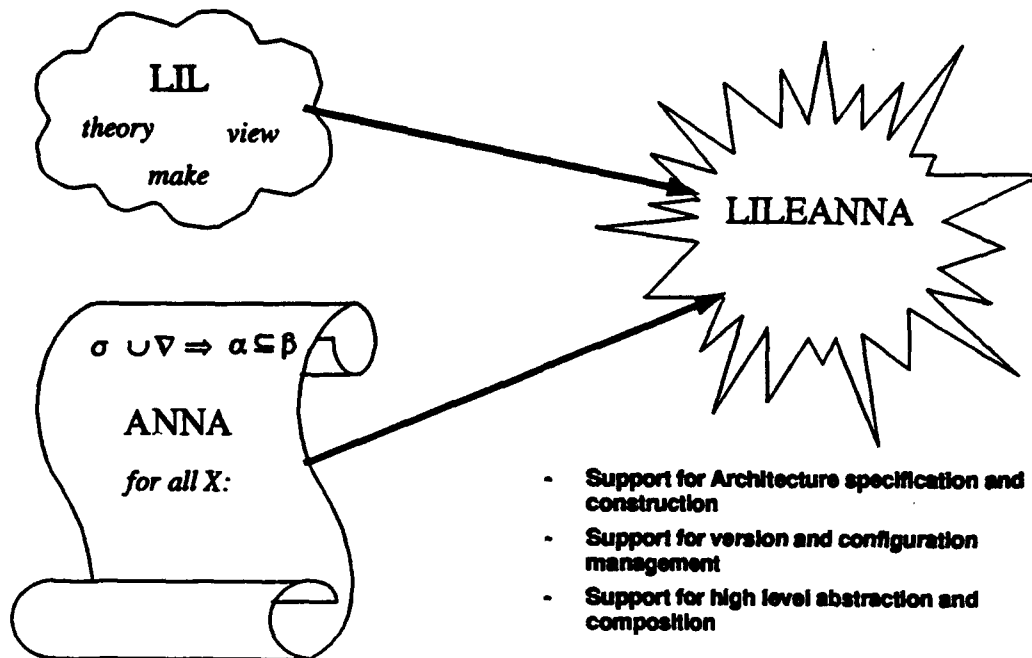 LIL
theory view
make
LILEANNA
σ ∪ ∇ ⇒ α ⊆ β
ANNA
for all X:
- Support for Architecture specification and
construction
- Support for version and configuration
management
- Support for high level abstraction and
composition